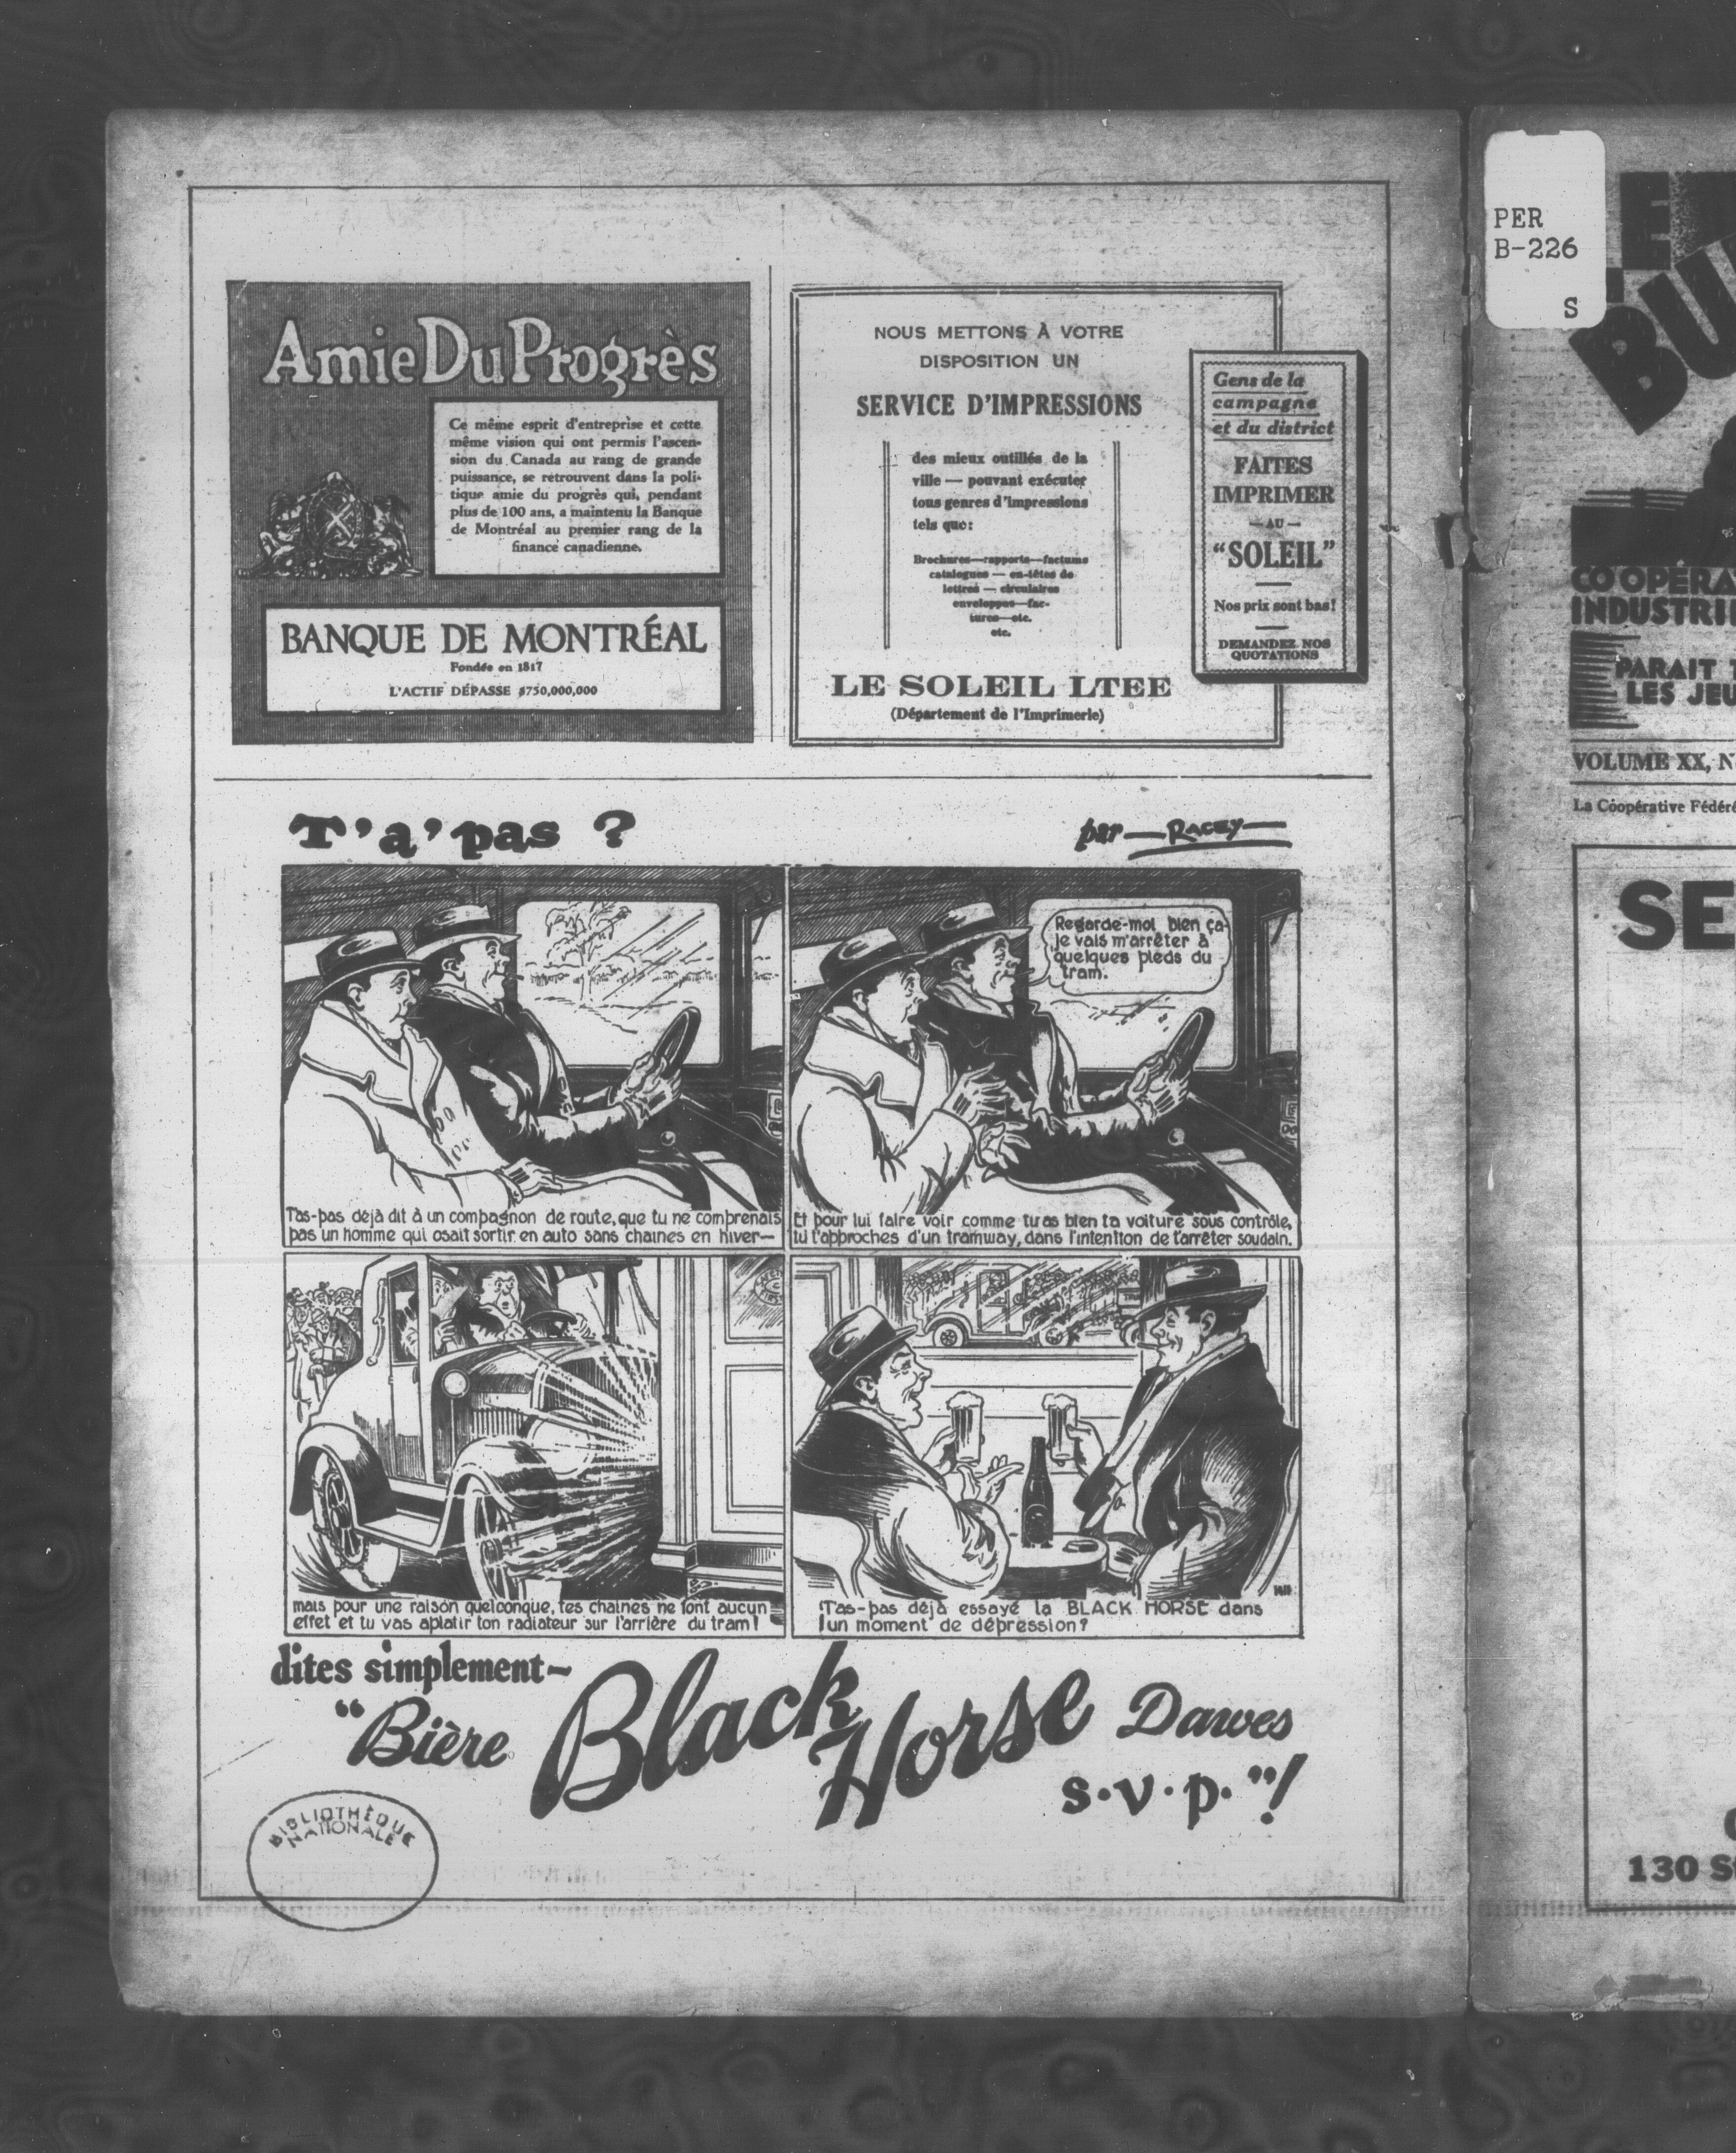 Amie Du Progrès
Ce même esprit d'entreprise et cette
même vision qui ont permis l'ascen-
sion du Canada au rang de grande
puissance, se retrouvent dans la poli-
tique amie du progrès qui, pendant
plus de 100 ans, a maintenu la Banque
de Montréal au premier rang de la
finance canadienne.
BANQUE DE MONTRÉAL
Fondée en 1817
L'ACTIF DÉPASSE $750,000,000
NOUS METTONS À VOTRE
DISPOSITION UN
SERVICE D'IMPRESSIONS
des mieux outillés de la
ville — pouvant exécuter
tous genres d'impressions
tels que:
Brochures—rapports—factums
catalogues — en-têtes de
lettres — circulaires
enveloppes—fac-
tures—etc.
etc.
LE SOLEIL LTEE
(Département de l'Imprimerie)
Gens de la
campagne
et du district
FAITES
IMPRIMER
—AU—
"SOLEIL"
Nos prix sont bas!
DEMANDEZ NOS
QUOTATIONS
T'a'pas ?
par — RACEY —
Regarde-moi bien ça-
je vais m'arrêter à
quelques pieds du
tram.
T'as-pas déjà dit à un compagnon de route, que tu ne comprenais
pas un homme qui osait sortir en auto sans chaines en hiver—
Et pour lui faire voir comme tu as bien ta voiture sous contrôle,
tu t'approches d'un tramway, dans l'intention de t'arrêter soudain.
mais pour une raison quelconque, tes chaines ne font aucun
effet et tu vas aplatir ton radiateur sur l'arrière du tram!
T'as-pas déjà essayé la BLACK HORSE dans
un moment de dépression?
dites simplement—
"Bière Black Horse Dawes
s.v.p."!
BIBLIOTHÈQUE
NATIONALE
PER
B-226
S
BU
COOPÉRA
INDUSTRI
PARAIT T
LES JEU
VOLUME XX, N
La Coopérative Fédéré
SE
130 S